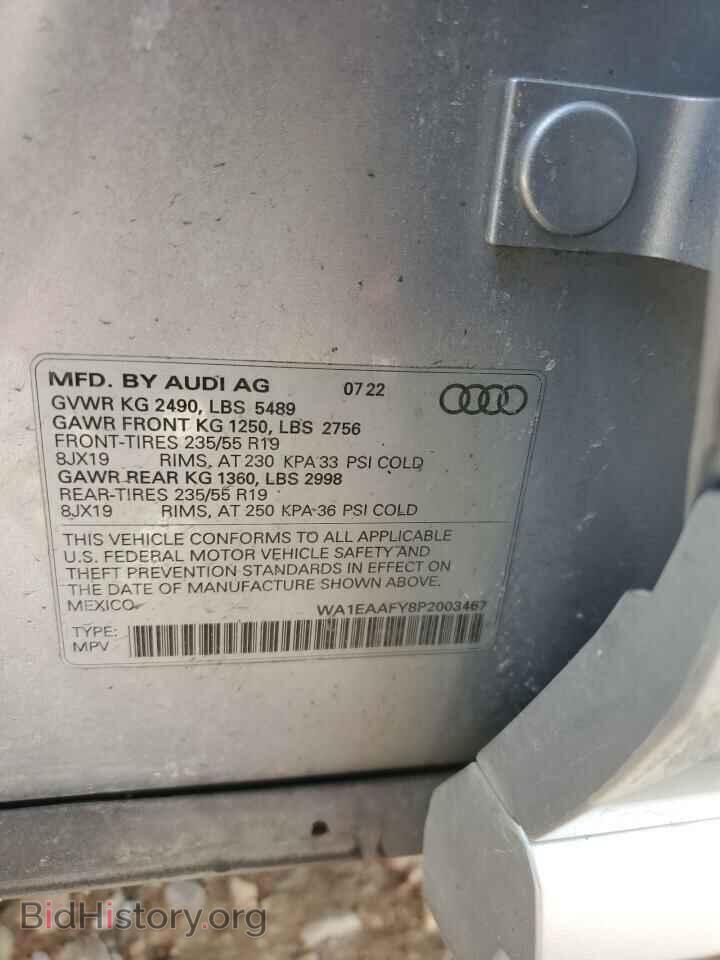 MFD. BY AUDI AG 07 22
GVWR KG 2490, LBS 5489
GAWR FRONT KG 1250, LBS 2756
FRONT-TIRES 235/55 R19
8JX19 RIMS, AT 230 KPA 33 PSI COLD
GAWR REAR KG 1360, LBS 2998
REAR-TIRES 235/55 R19
8JX19 RIMS, AT 250 KPA 36 PSI COLD
THIS VEHICLE CONFORMS TO ALL APPLICABLE
U.S. FEDERAL MOTOR VEHICLE SAFETY AND
THEFT PREVENTION STANDARDS IN EFFECT ON
THE DATE OF MANUFACTURE SHOWN ABOVE.
MEXICO WA1EAAFY8P2003467
TYPE:
MPV
BidHistory.org